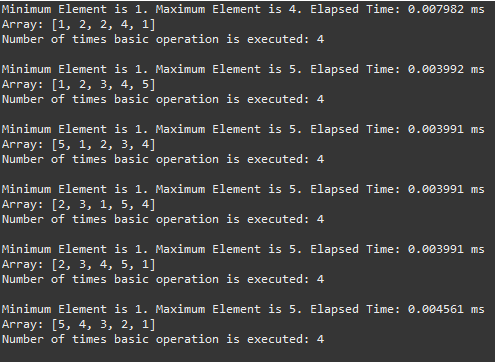 Minimum Element is 1. Maximum Element is 4. Elapsed Time: 0.007982 ms
Array: [1, 2, 2, 4, 1]
Number of times basic operation is executed: 4
Minimum Element is 1. Maximum Element is 5. Elapsed Time: 0.003992 ms
Array: [1, 2, 3, 4, 5]
Number of times basic operation is executed: 4
Minimum Element is 1. Maximum Element is 5. Elapsed Time: 0.003991 ms
Array: [5, 1, 2, 3, 4]
Number of times basic operation is executed: 4
Minimum Element is 1. Maximum Element is 5. Elapsed Time: 0.003991 ms
Array: [2, 3, 1, 5, 4]
Number of times basic operation is executed: 4
Minimum Element is 1. Maximum Element is 5. Elapsed Time: 0.003991 ms
Array: [2, 3, 4, 5, 1]
Number of times basic operation is executed: 4
Minimum Element is 1. Maximum Element is 5. Elapsed Time: 0.004561 ms
Array: [5, 4, 3, 2, 1]
Number of times basic operation is executed: 4